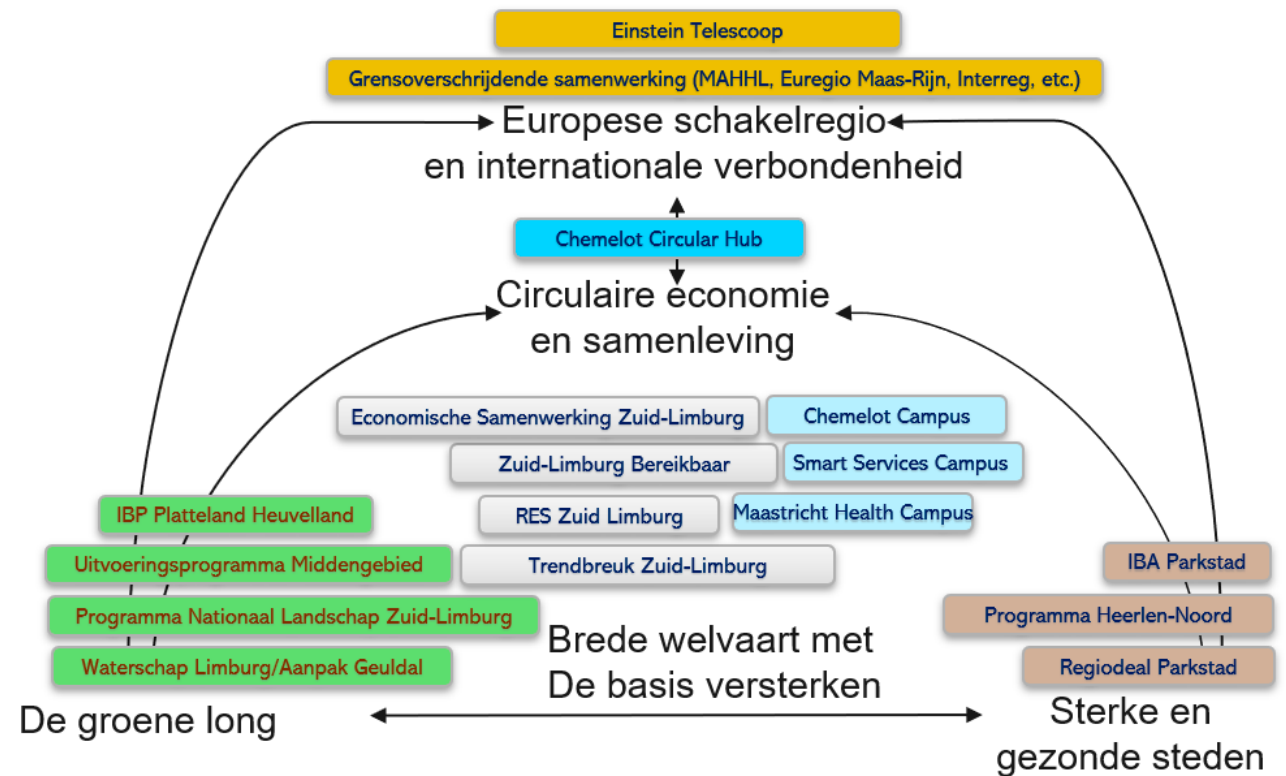 Einstein Telescoop
Grensoverschrijdende samenwerking (MAHHL, Euregio Maas-Rijn, Interreg, etc.)
Europese schakelregio
en internationale verbondenheid
Chemelot Circular Hub
Circulaire economie
en samenleving
Economische Samenwerking Zuid-Limburg
Chemelot Campus
Zuid-Limburg Bereikbaar
Smart Services Campus
IBP Platteland Heuvelland
RES Zuid Limburg
Maastricht Health Campus
Uitvoeringsprogramma Middengebied
Trendbreuk Zuid-Limburg
IBA Parkstad
Programma Nationaal Landschap Zuid-Limburg
Programma Heerlen-Noord
Waterschap Limburg/Aanpak Geuldal
Brede welvaart met
De basis versterken
Regiodeal Parkstad
De groene long
Sterke en
gezonde steden